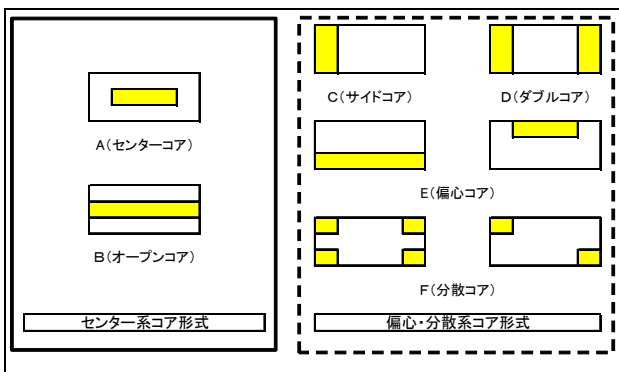 A(センターコア)
B(オープンコア)
センター系コア形式
C(サイドコア)
D(ダブルコア)
E(偏心コア)
F(分散コア)
偏心・分散系コア形式